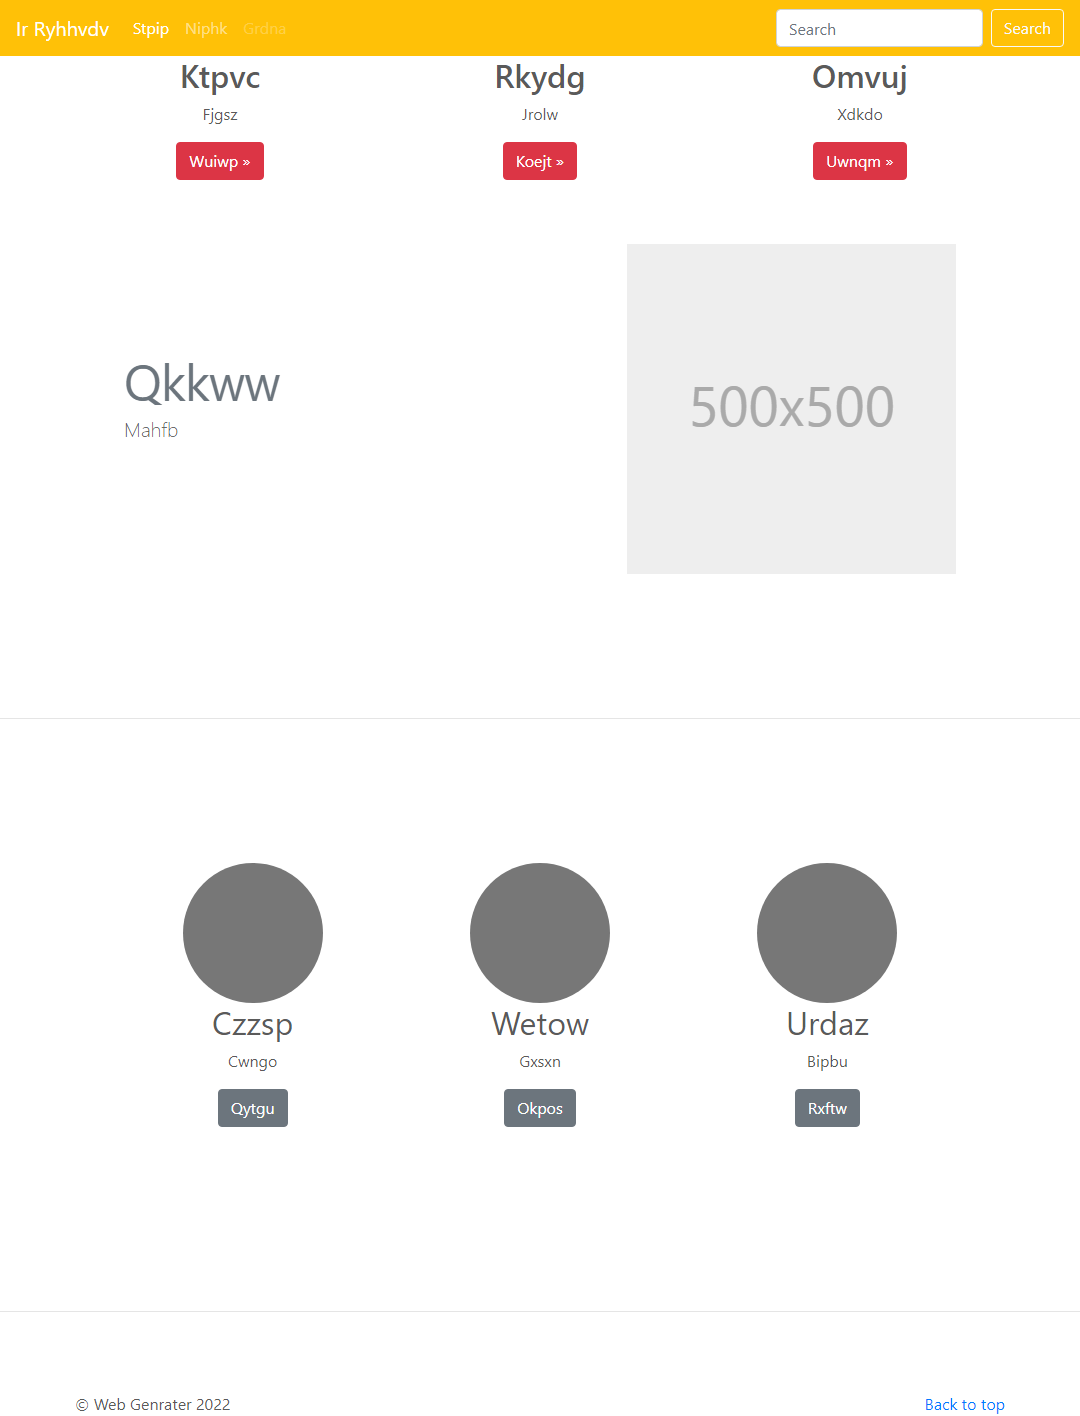 Ir Ryhhvdv Stpip Niphk Grdna Search Search
Ktpvc Rkydg Omvuj
Fjgsz Jrolw Xdkdo
Wuiwp » Koejt » Uwnqm »
Qkkww
Mahfb
500x500
Czzsp Wetow Urdaz
Cwngo Gxsxn Bipbu
Qytgu Okpos Rxftw
© Web Genrater 2022 Back to top